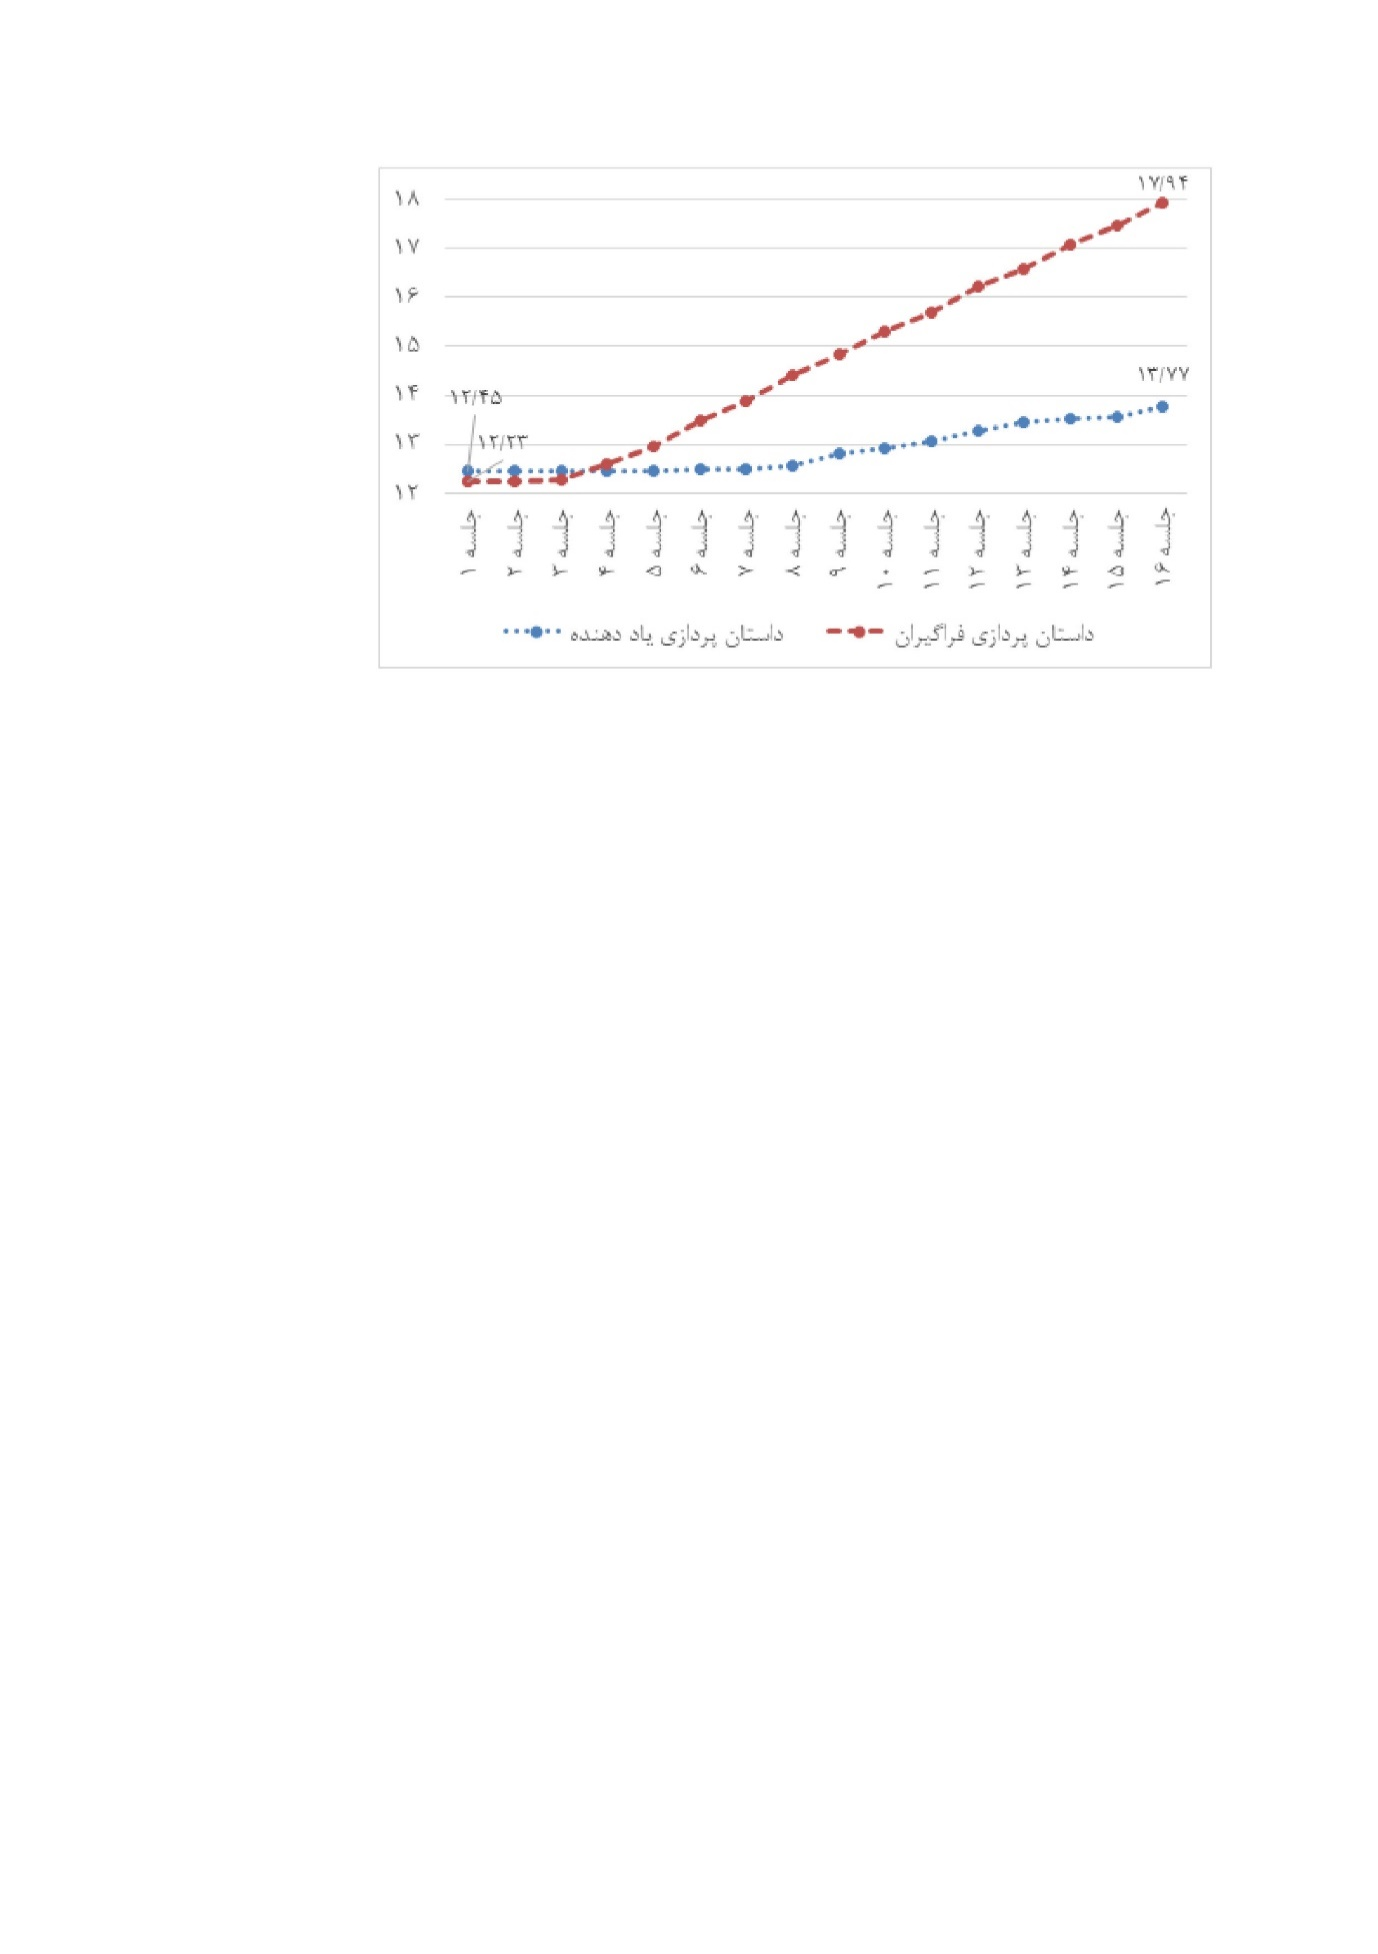 ۱۷/۹۴
۱۸
۱۷
۱۶
۱۵
۱۳/۷۷
۱۴
۱۲/۴۵
۱۳
۱۲/۲۳
۱۲
جلسه ۱
جلسه ۲
جلسه ۳
جلسه ۴
جلسه ۵
جلسه ۶
جلسه ۷
جلسه ۸
جلسه ۹
جلسه ۱۰
جلسه ۱۱
جلسه ۱۲
جلسه ۱۳
جلسه ۱۴
جلسه ۱۵
جلسه ۱۶
داستان پردازی فراگیران
داستان پردازی یاد دهنده